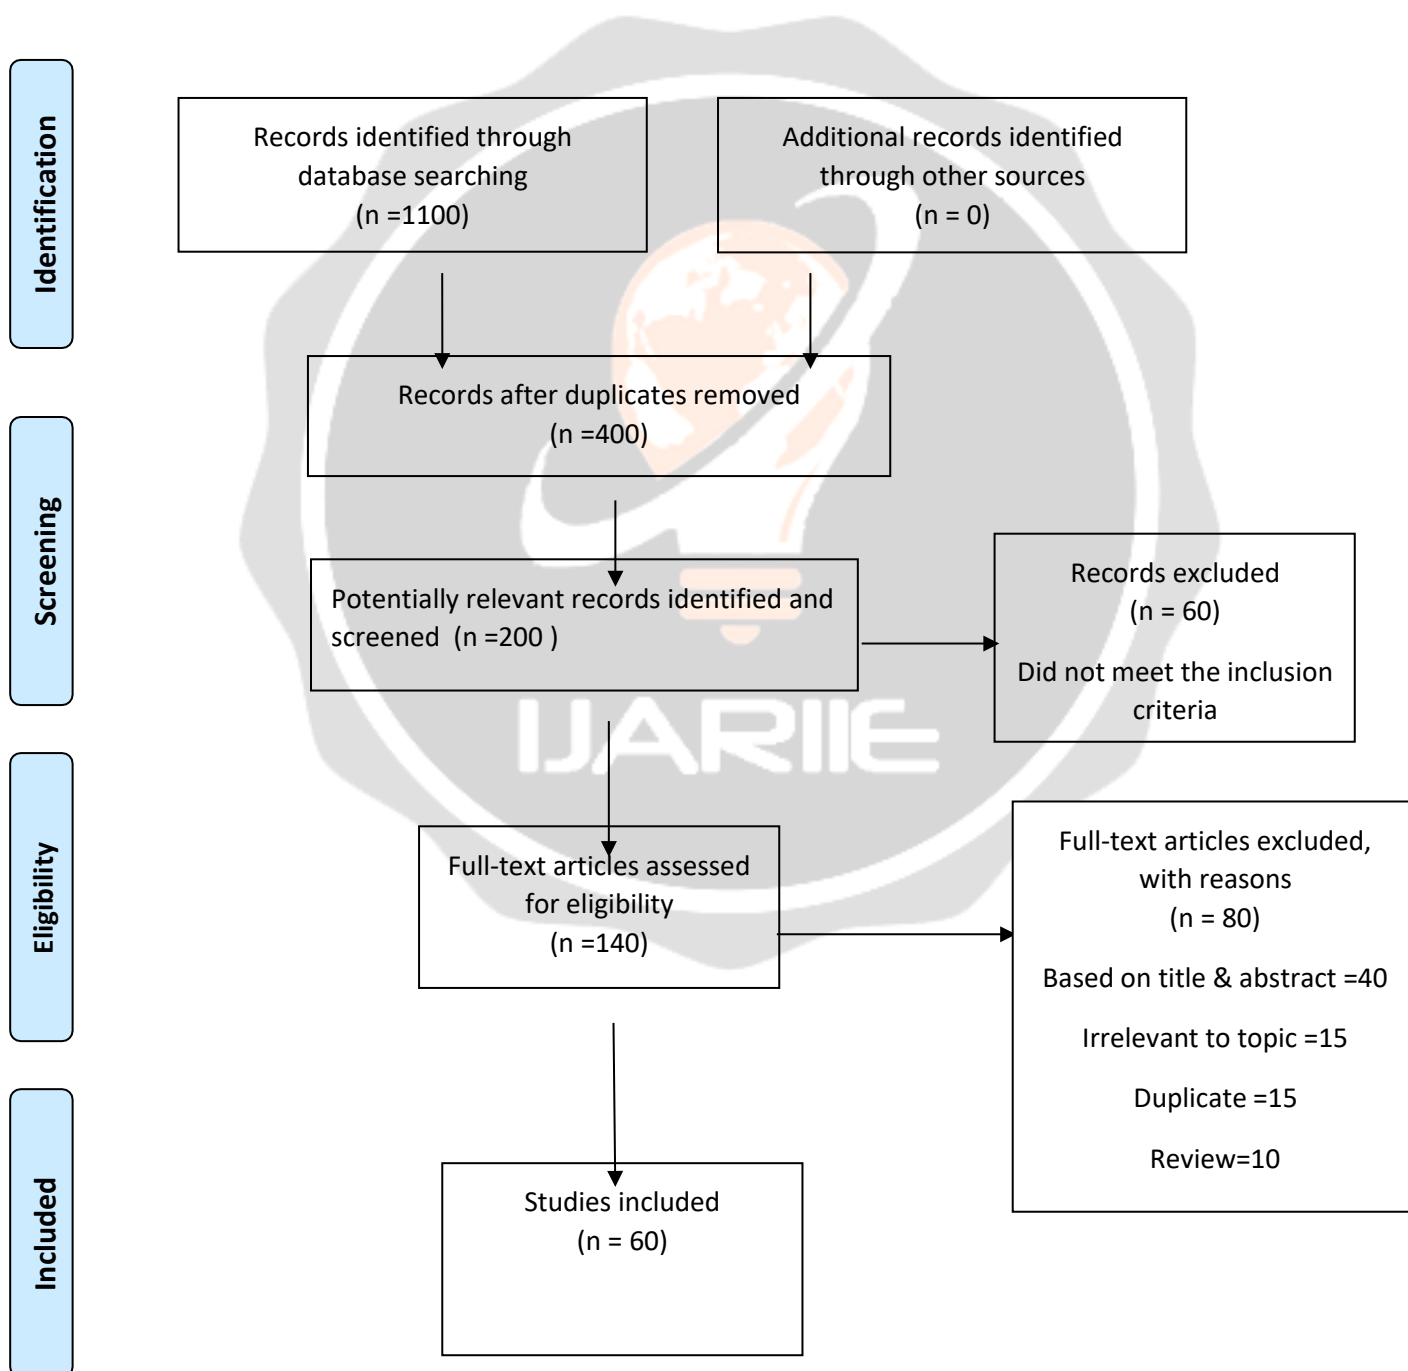 Identification
Records identified through
database searching
(n =1100)
Additional records identified
through other sources
(n = 0)
Records after duplicates removed
(n =400)
Screening
Potentially relevant records identified and
screened (n =200 )
Records excluded
(n = 60)
Did not meet the inclusion
criteria
IJARIIE
Eligibility
Full-text articles assessed
for eligibility
(n =140)
Full-text articles excluded,
with reasons
(n = 80)
Based on title & abstract =40
Irrelevant to topic =15
Duplicate =15
Review=10
Included
Studies included
(n = 60)